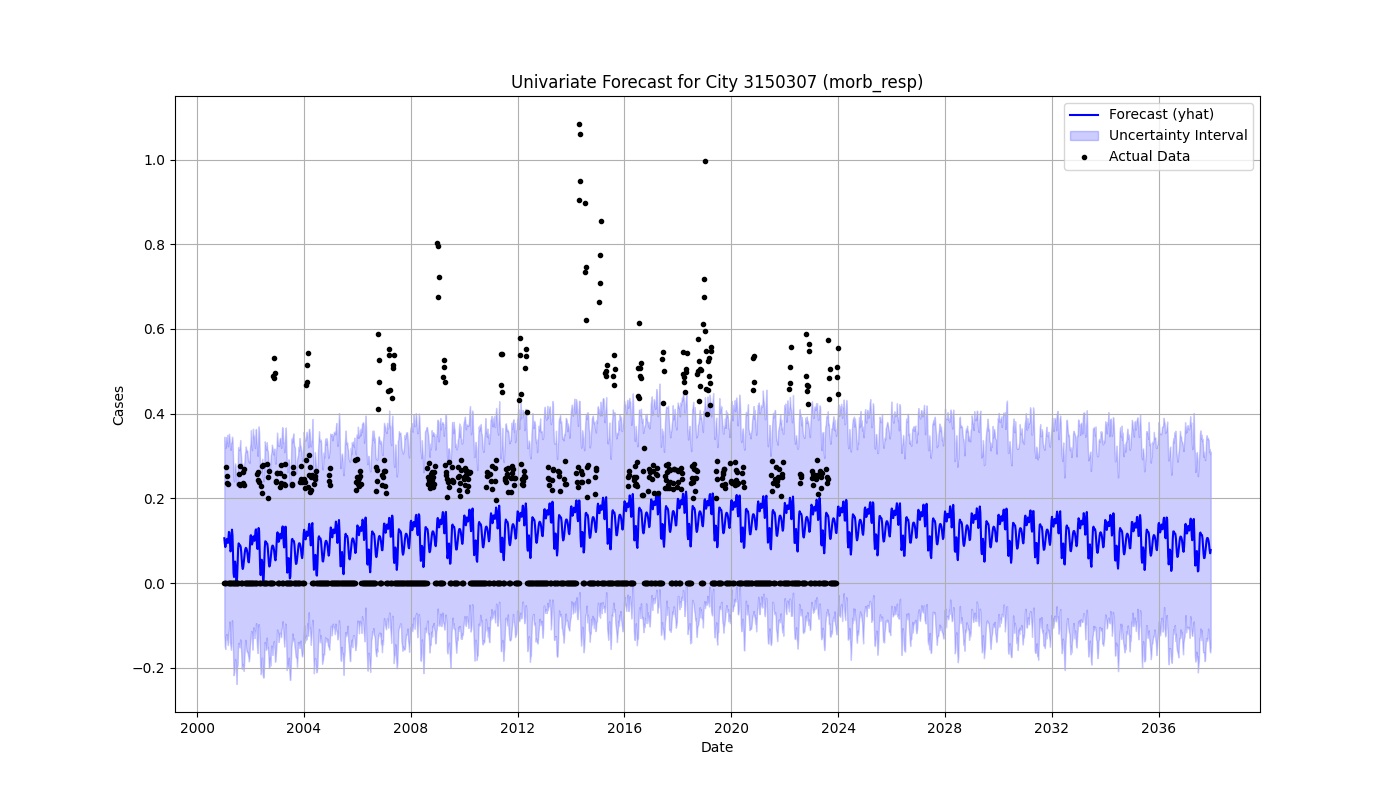 Univariate Forecast for City 3150307 (morb_resp)
Forecast (yhat)
Uncertainty Interval
Actual Data
Cases
1.0
0.8
0.6
0.4
0.2
0.0
−0.2
2000 2004 2008 2012 2016 2020 2024 2028 2032 2036
Date